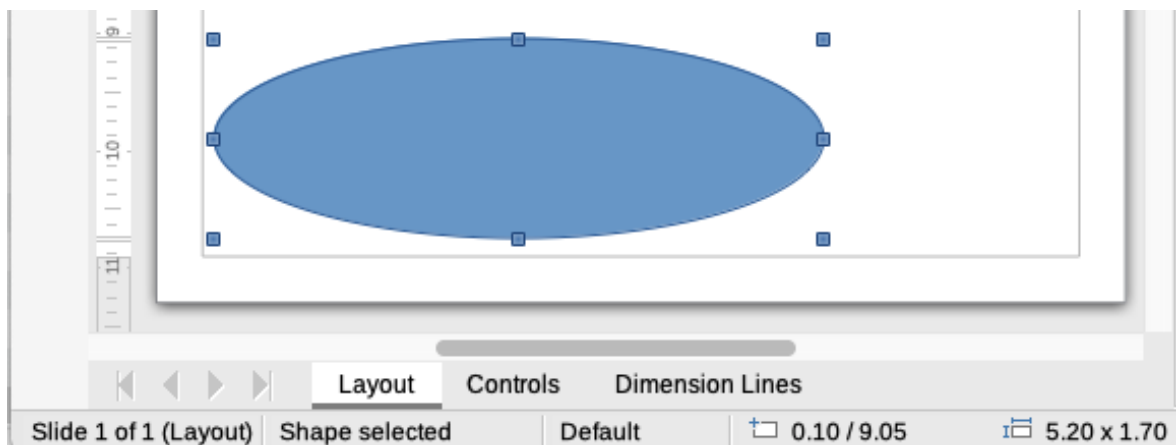 9
10
11
Layout Controls Dimension Lines
Slide 1 of 1 (Layout) Shape selected Default 0.10 / 9.05 5.20 x 1.70